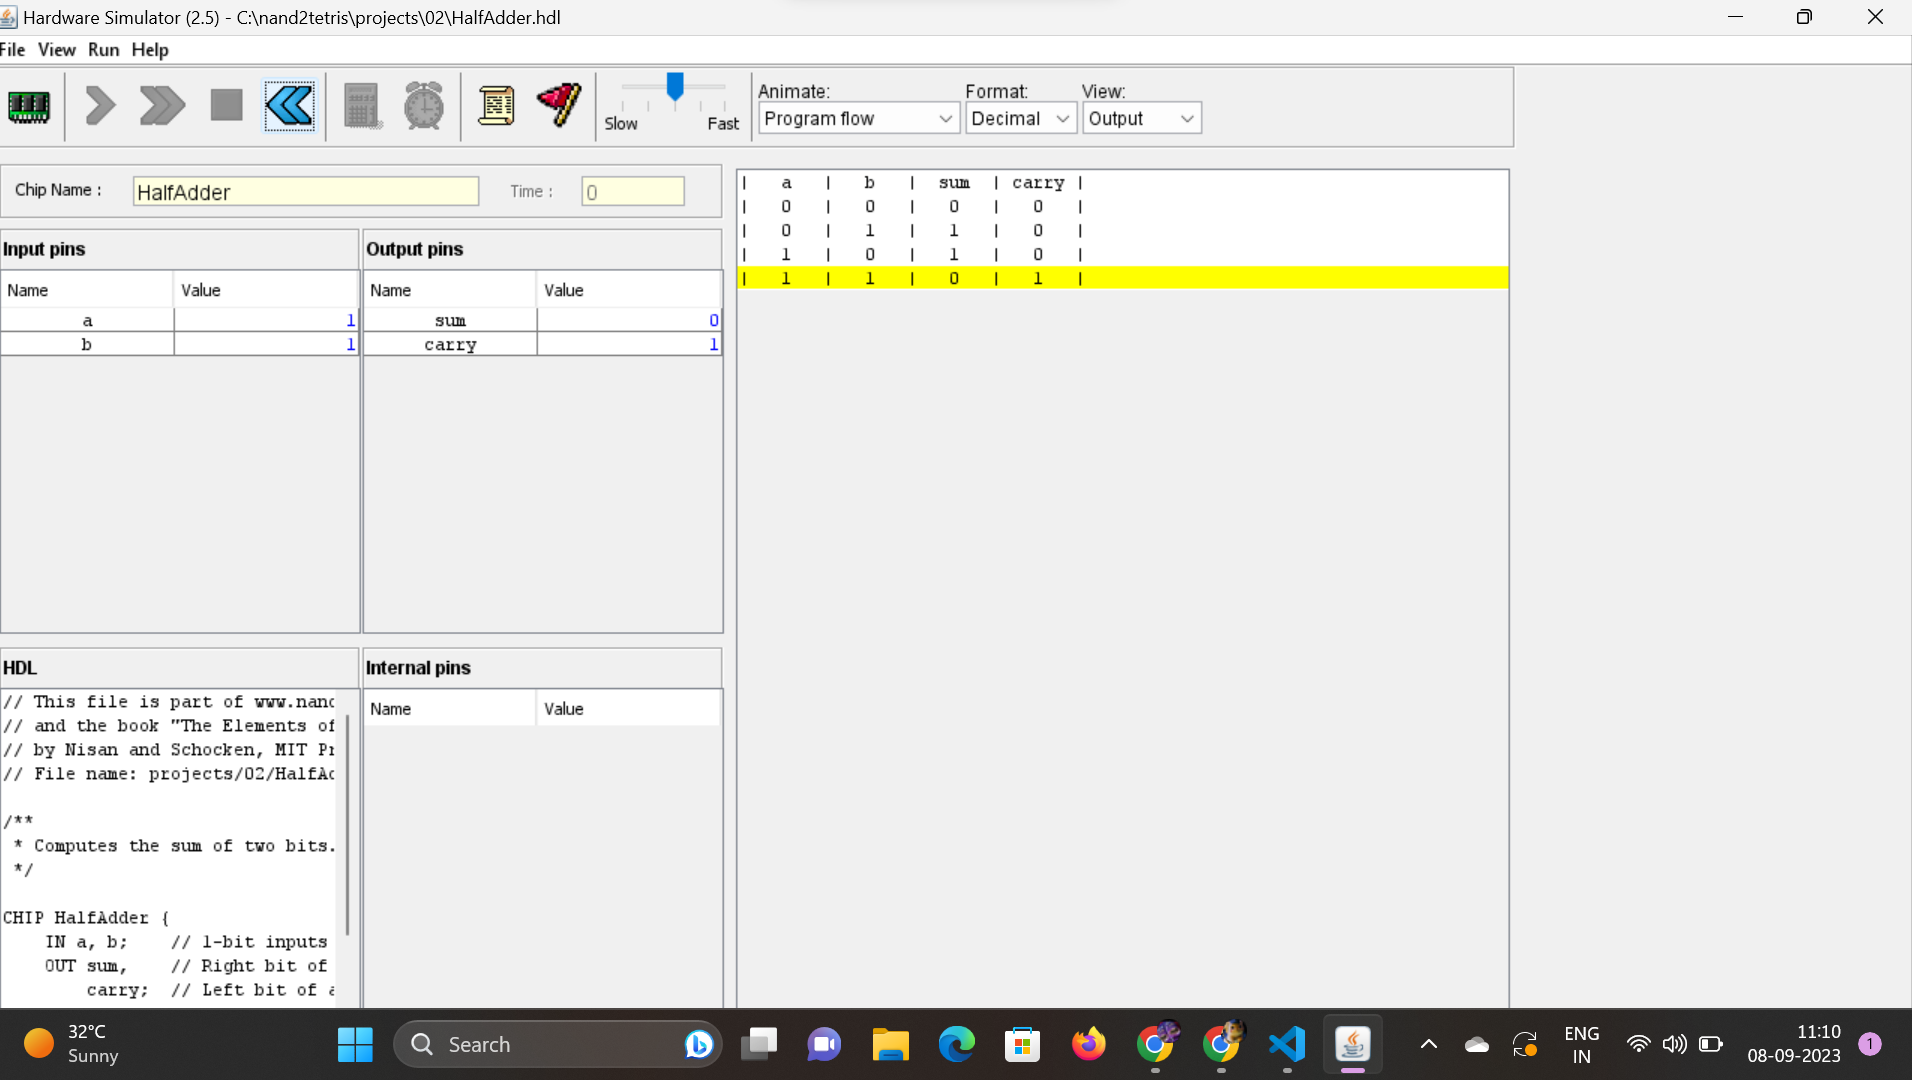 Hardware Simulator (2.5) - C:\nand2tetris\projects\02\HalfAdder.hdl
File View Run Help
Slow Fast
Animate: Format: View:
Program flow Decimal Output
Chip Name : HalfAdder Time : 0
Input pins
Name Value
a 1
b 1
Output pins
Name Value
sum 0
carry 1
| a | b | sum | carry |
| 0 | 0 | 0 | 0 |
| 0 | 1 | 1 | 0 |
| 1 | 0 | 1 | 0 |
| 1 | 1 | 0 | 1 |
HDL
// This file is part of www.nand
// and the book "The Elements of
// by Nisan and Schocken, MIT Pr
// File name: projects/02/HalfAd
/**
* Computes the sum of two bits.
*/
CHIP HalfAdder {
IN a, b; // 1-bit inputs
OUT sum, // Right bit of
carry; // Left bit of a
Internal pins
Name Value
32°C
Sunny
Search
ENG
IN
11:10
08-09-2023
1